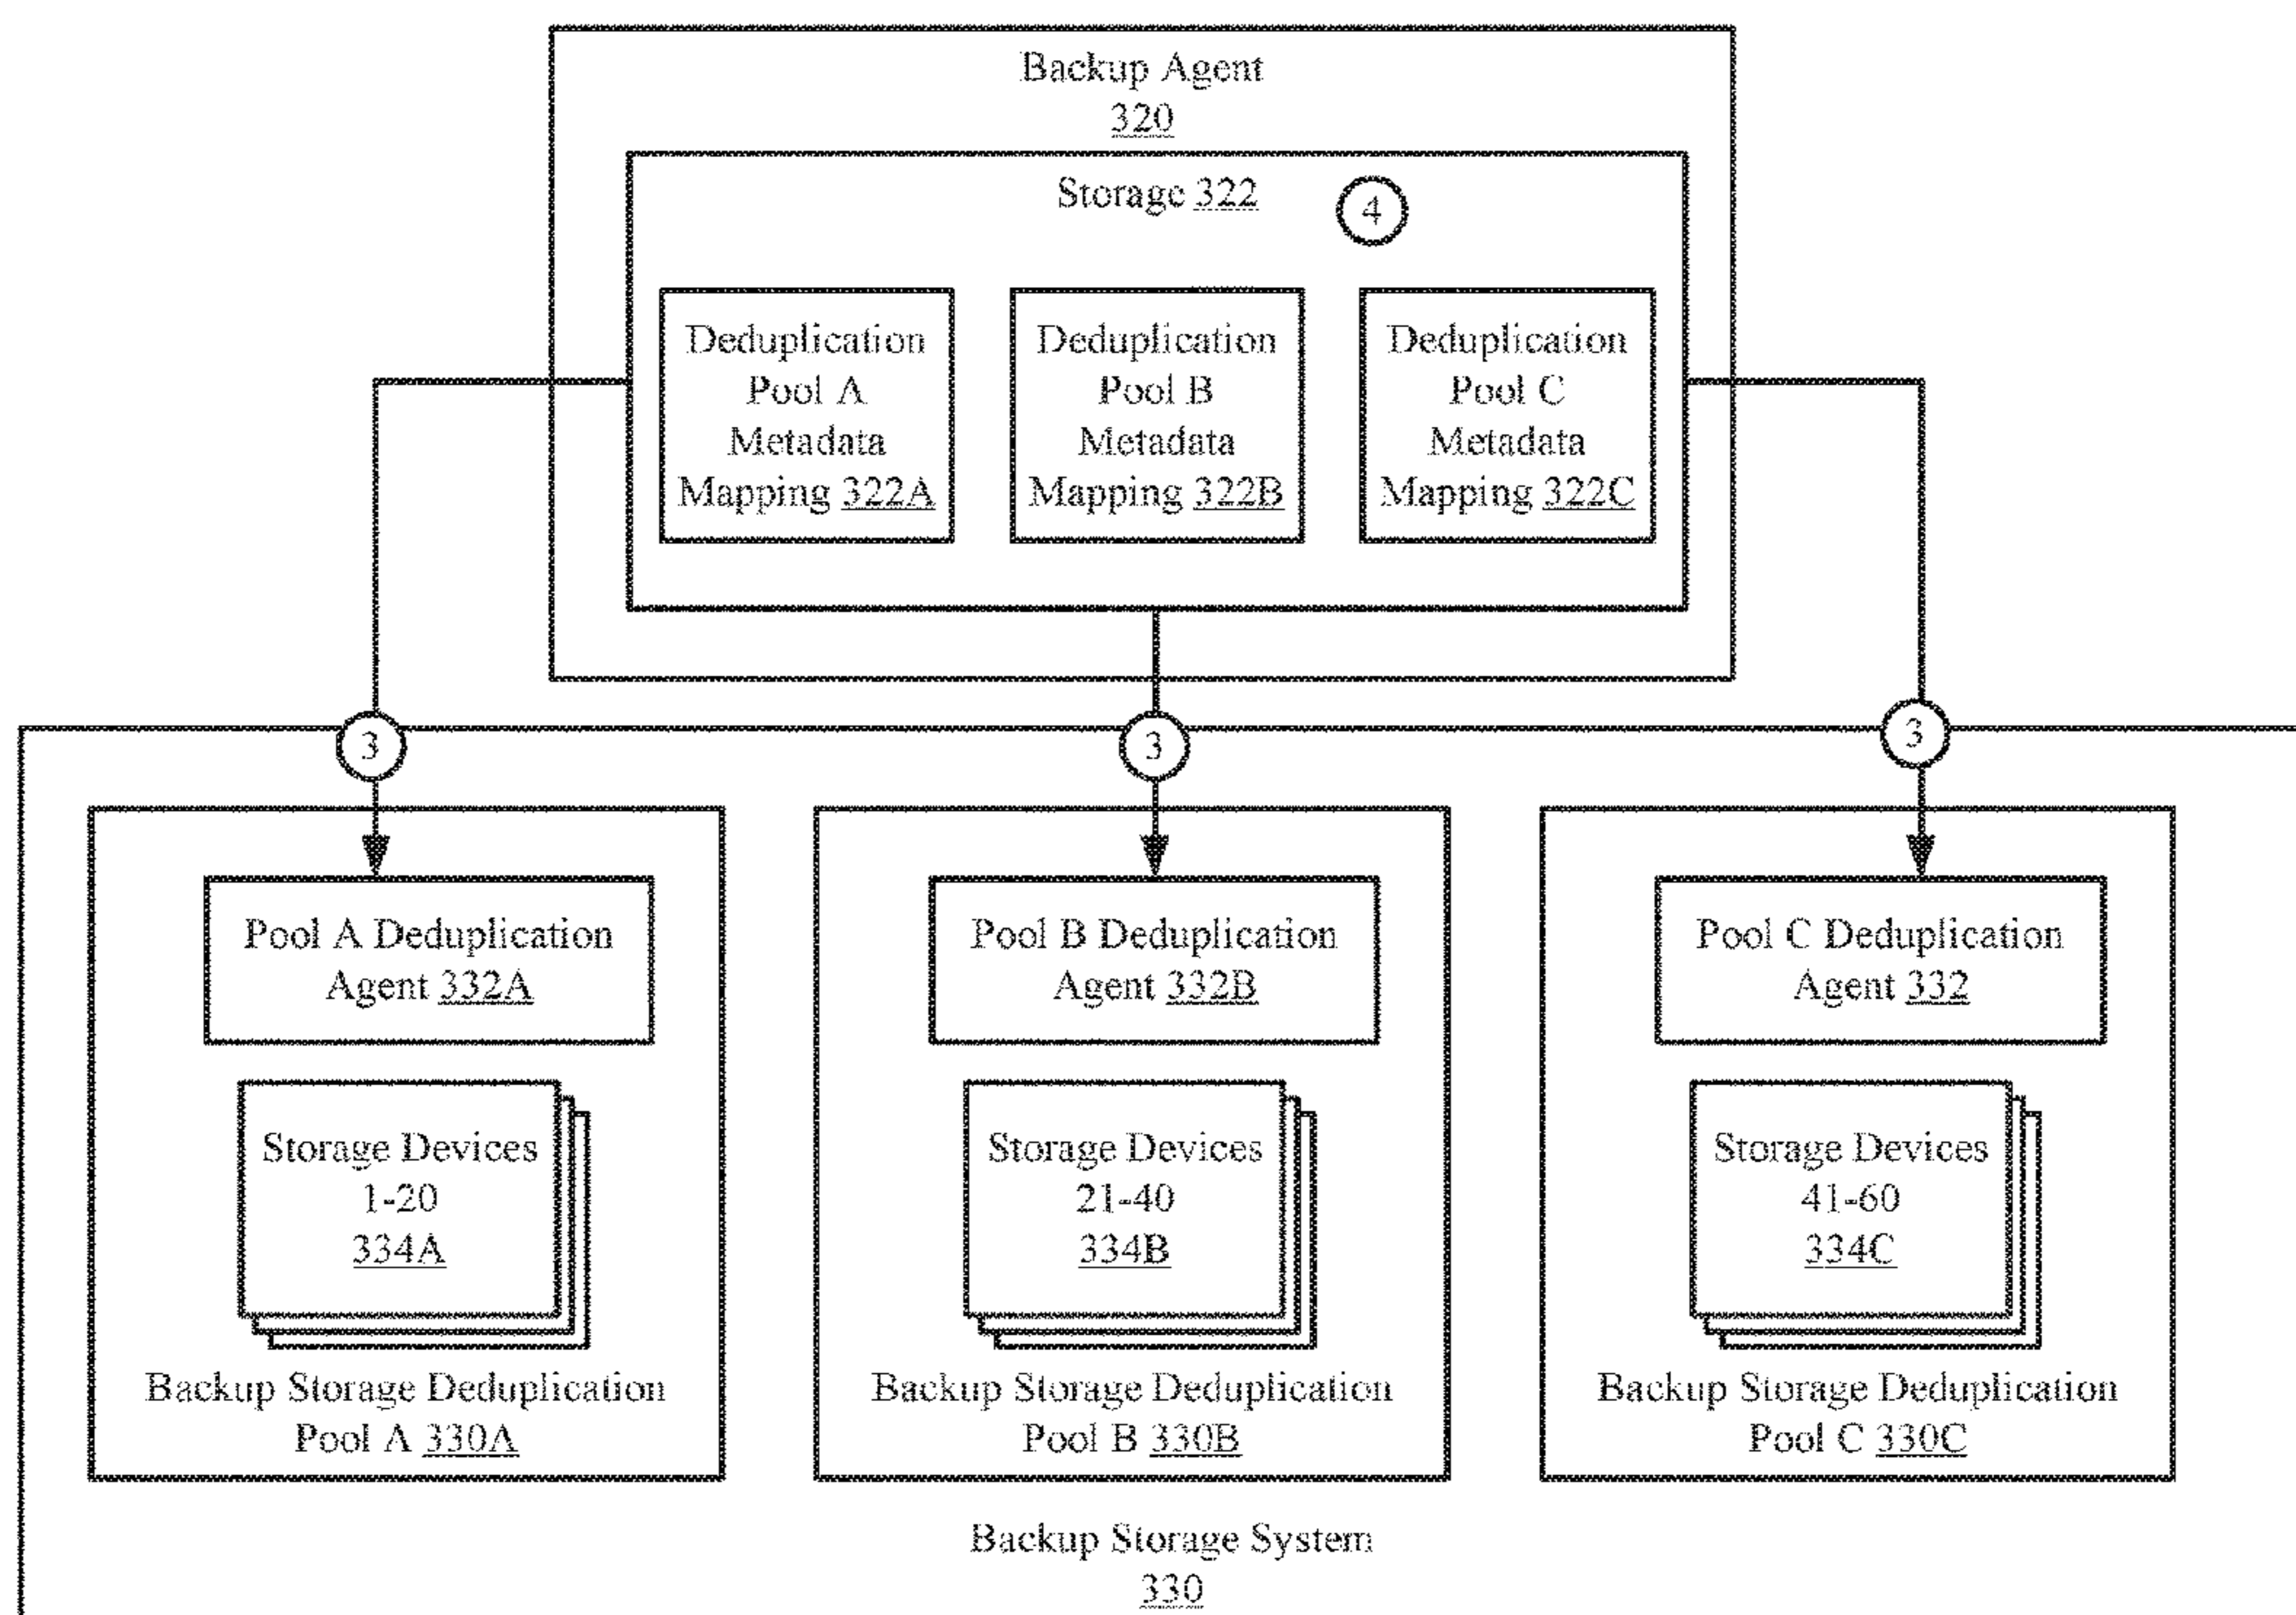 Backup Agent
320
Storage 322
4
Deduplication
Pool A
Metadata
Mapping 322A
Deduplication
Pool B
Metadata
Mapping 322B
Deduplication
Pool C
Metadata
Mapping 322C
3
3
3
Pool A Deduplication
Agent 332A
Pool B Deduplication
Agent 332B
Pool C Deduplication
Agent 332
Storage Devices
1-20
334A
Storage Devices
21-40
334B
Storage Devices
41-60
334C
Backup Storage Deduplication
Pool A 330A
Backup Storage Deduplication
Pool B 330B
Backup Storage Deduplication
Pool C 330C
Backup Storage System
330